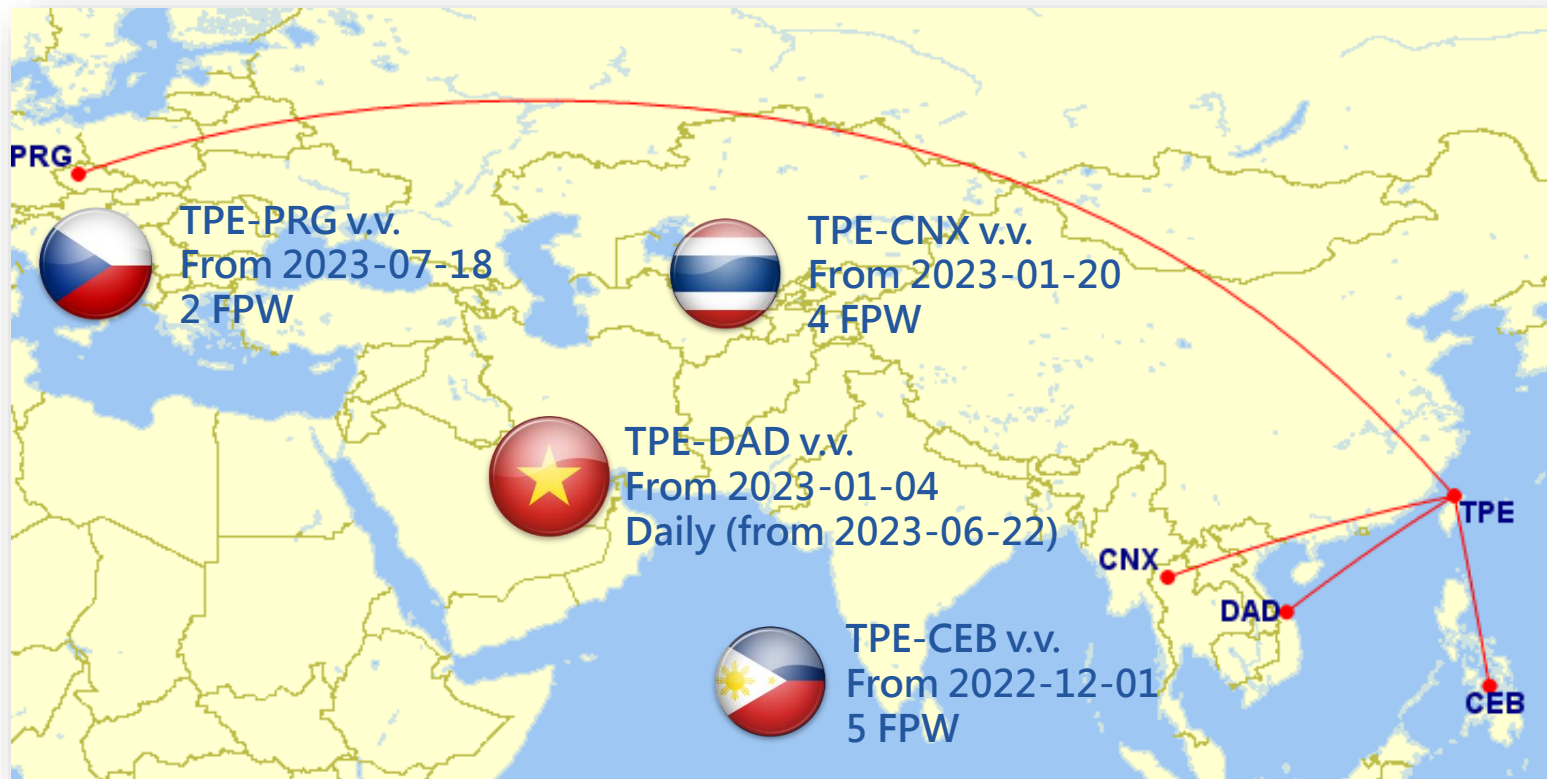 PRG
TPE-PRG v.v.
From 2023-07-18
2 FPW
TPE-CNX v.v.
From 2023-01-20
4 FPW
TPE-DAD v.v.
From 2023-01-04
Daily (from 2023-06-22)
TPE
CNX
DAD
TPE-CEB v.v.
From 2022-12-01
5 FPW
CEB